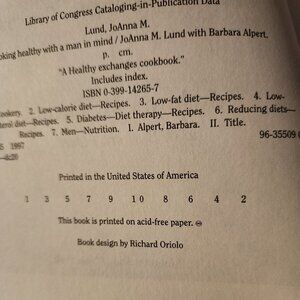 Library of Congress Cataloging-in-Publication Data
Lund, JoAnna M.
oking healthy with a man in mind / JoAnna M. Lund with Barbara Alpert.
p. cm.
"A Healthy exchanges cookbook."
Includes index.
ISBN 0-399-14265-7
ookery. 2. Low-calorie diet—Recipes. 3. Low-fat diet—Recipes. 4. Low-
terol diet—Recipes. 5. Diabetes—Diet therapy—Recipes. 6. Reducing diets—
Recipes. 7. Men—Nutrition. I. Alpert, Barbara. II. Title.
5 1997 96-35509
—dc20
Printed in the United States of America
1 3 5 7 9 10 8 6 4 2
This book is printed on acid-free paper. ♾
Book design by Richard Oriolo